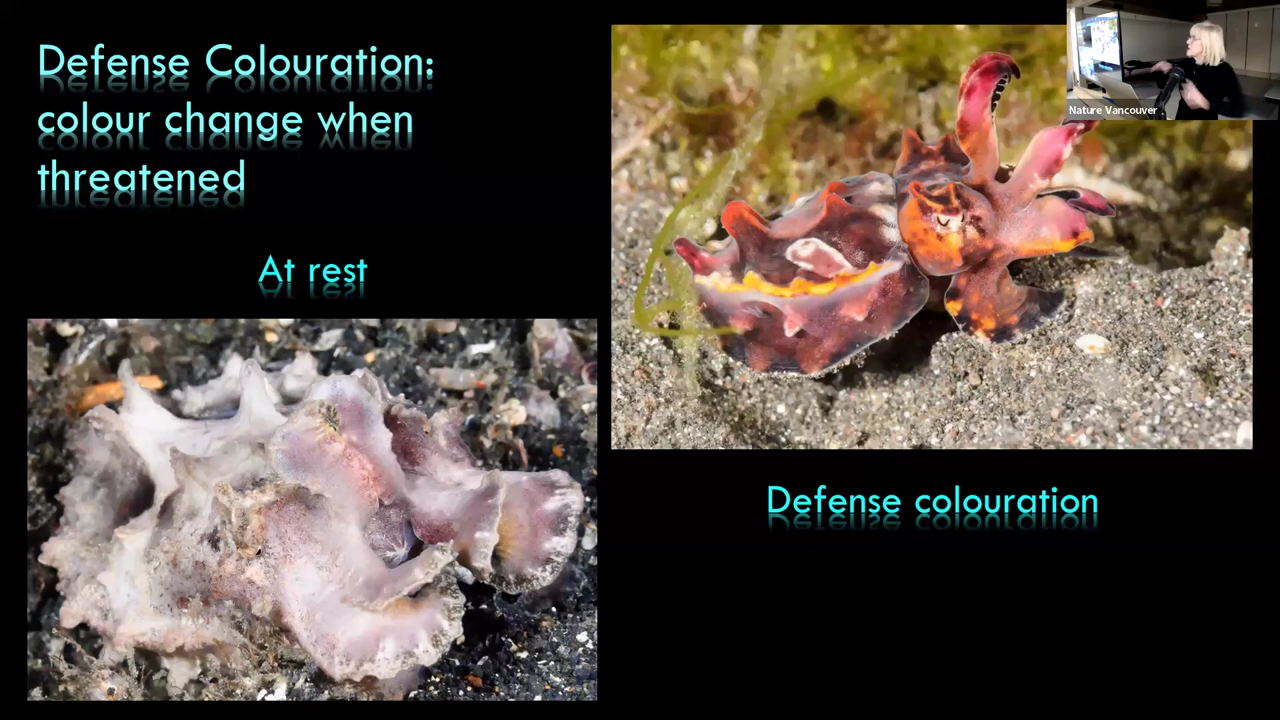 Defense Colouration:
colour change when
threatened
At rest
Defense colouration
Nature Vancouver